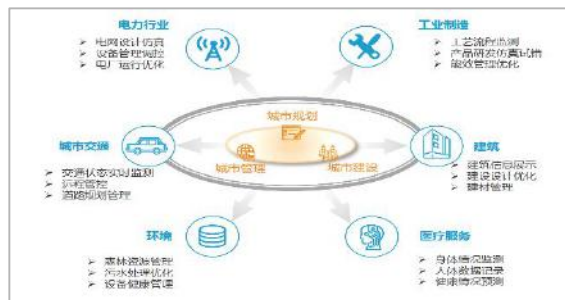 电力行业
电网设计仿真
设备管理监控
电厂运行优化
工业制造
工艺流程监测
产品研发仿真试错
能效管理优化
城市规划
城市管理
城市建设
城市交通
交通状态实时监测
远程管控
道路规划管理
建筑
建筑信息展示
建设设计优化
建材管理
环境
森林资源管理
污水处理优化
设备健康管理
医疗服务
身体情况监测
人体数据记录
健康情况预测